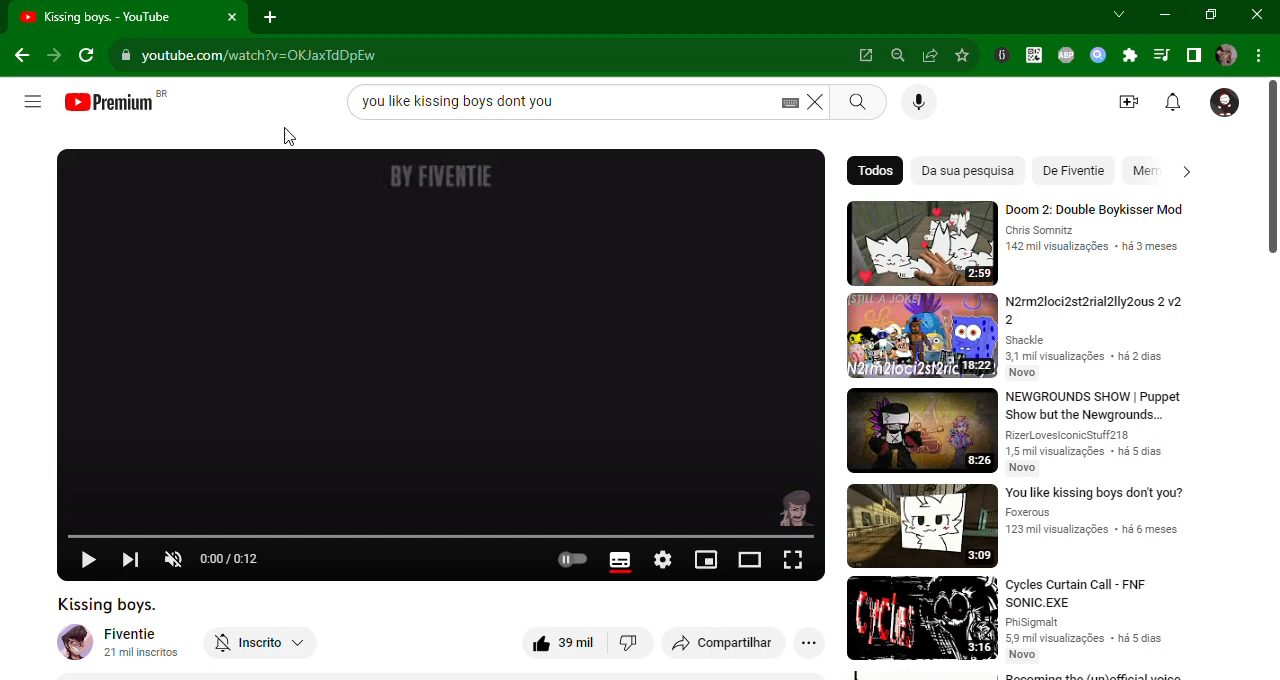 Kissing boys. - YouTube
youtube.com/watch?v=OKJaxTdDpEw
ABP
Premium BR
you like kissing boys dont you
BY FIVENTIE
0:00 / 0:12
Kissing boys.
Fiventie
21 mil inscritos
Inscrito
39 mil
Compartilhar
Todos
Da sua pesquisa
De Fiventie
Mem
2:59
Doom 2: Double Boykisser Mod
Chris Somnitz
142 mil visualizações • há 3 meses
[STILL A JOKE]
N2rm2loci2st2ric
18:22
N2rm2loci2st2rial2lly2ous 2 v2
2
Shackle
3,1 mil visualizações • há 2 dias
Novo
8:26
NEWGROUNDS SHOW | Puppet
Show but the Newgrounds...
RizerLovesIconicStuff218
1,5 mil visualizações • há 5 dias
Novo
3:09
You like kissing boys don't you?
Foxerous
123 mil visualizações • há 6 meses
Cycles
3:16
Cycles Curtain Call - FNF
SONIC.EXE
PhiSigmalt
5,9 mil visualizações • há 5 dias
Novo
Becoming the (un)official voice